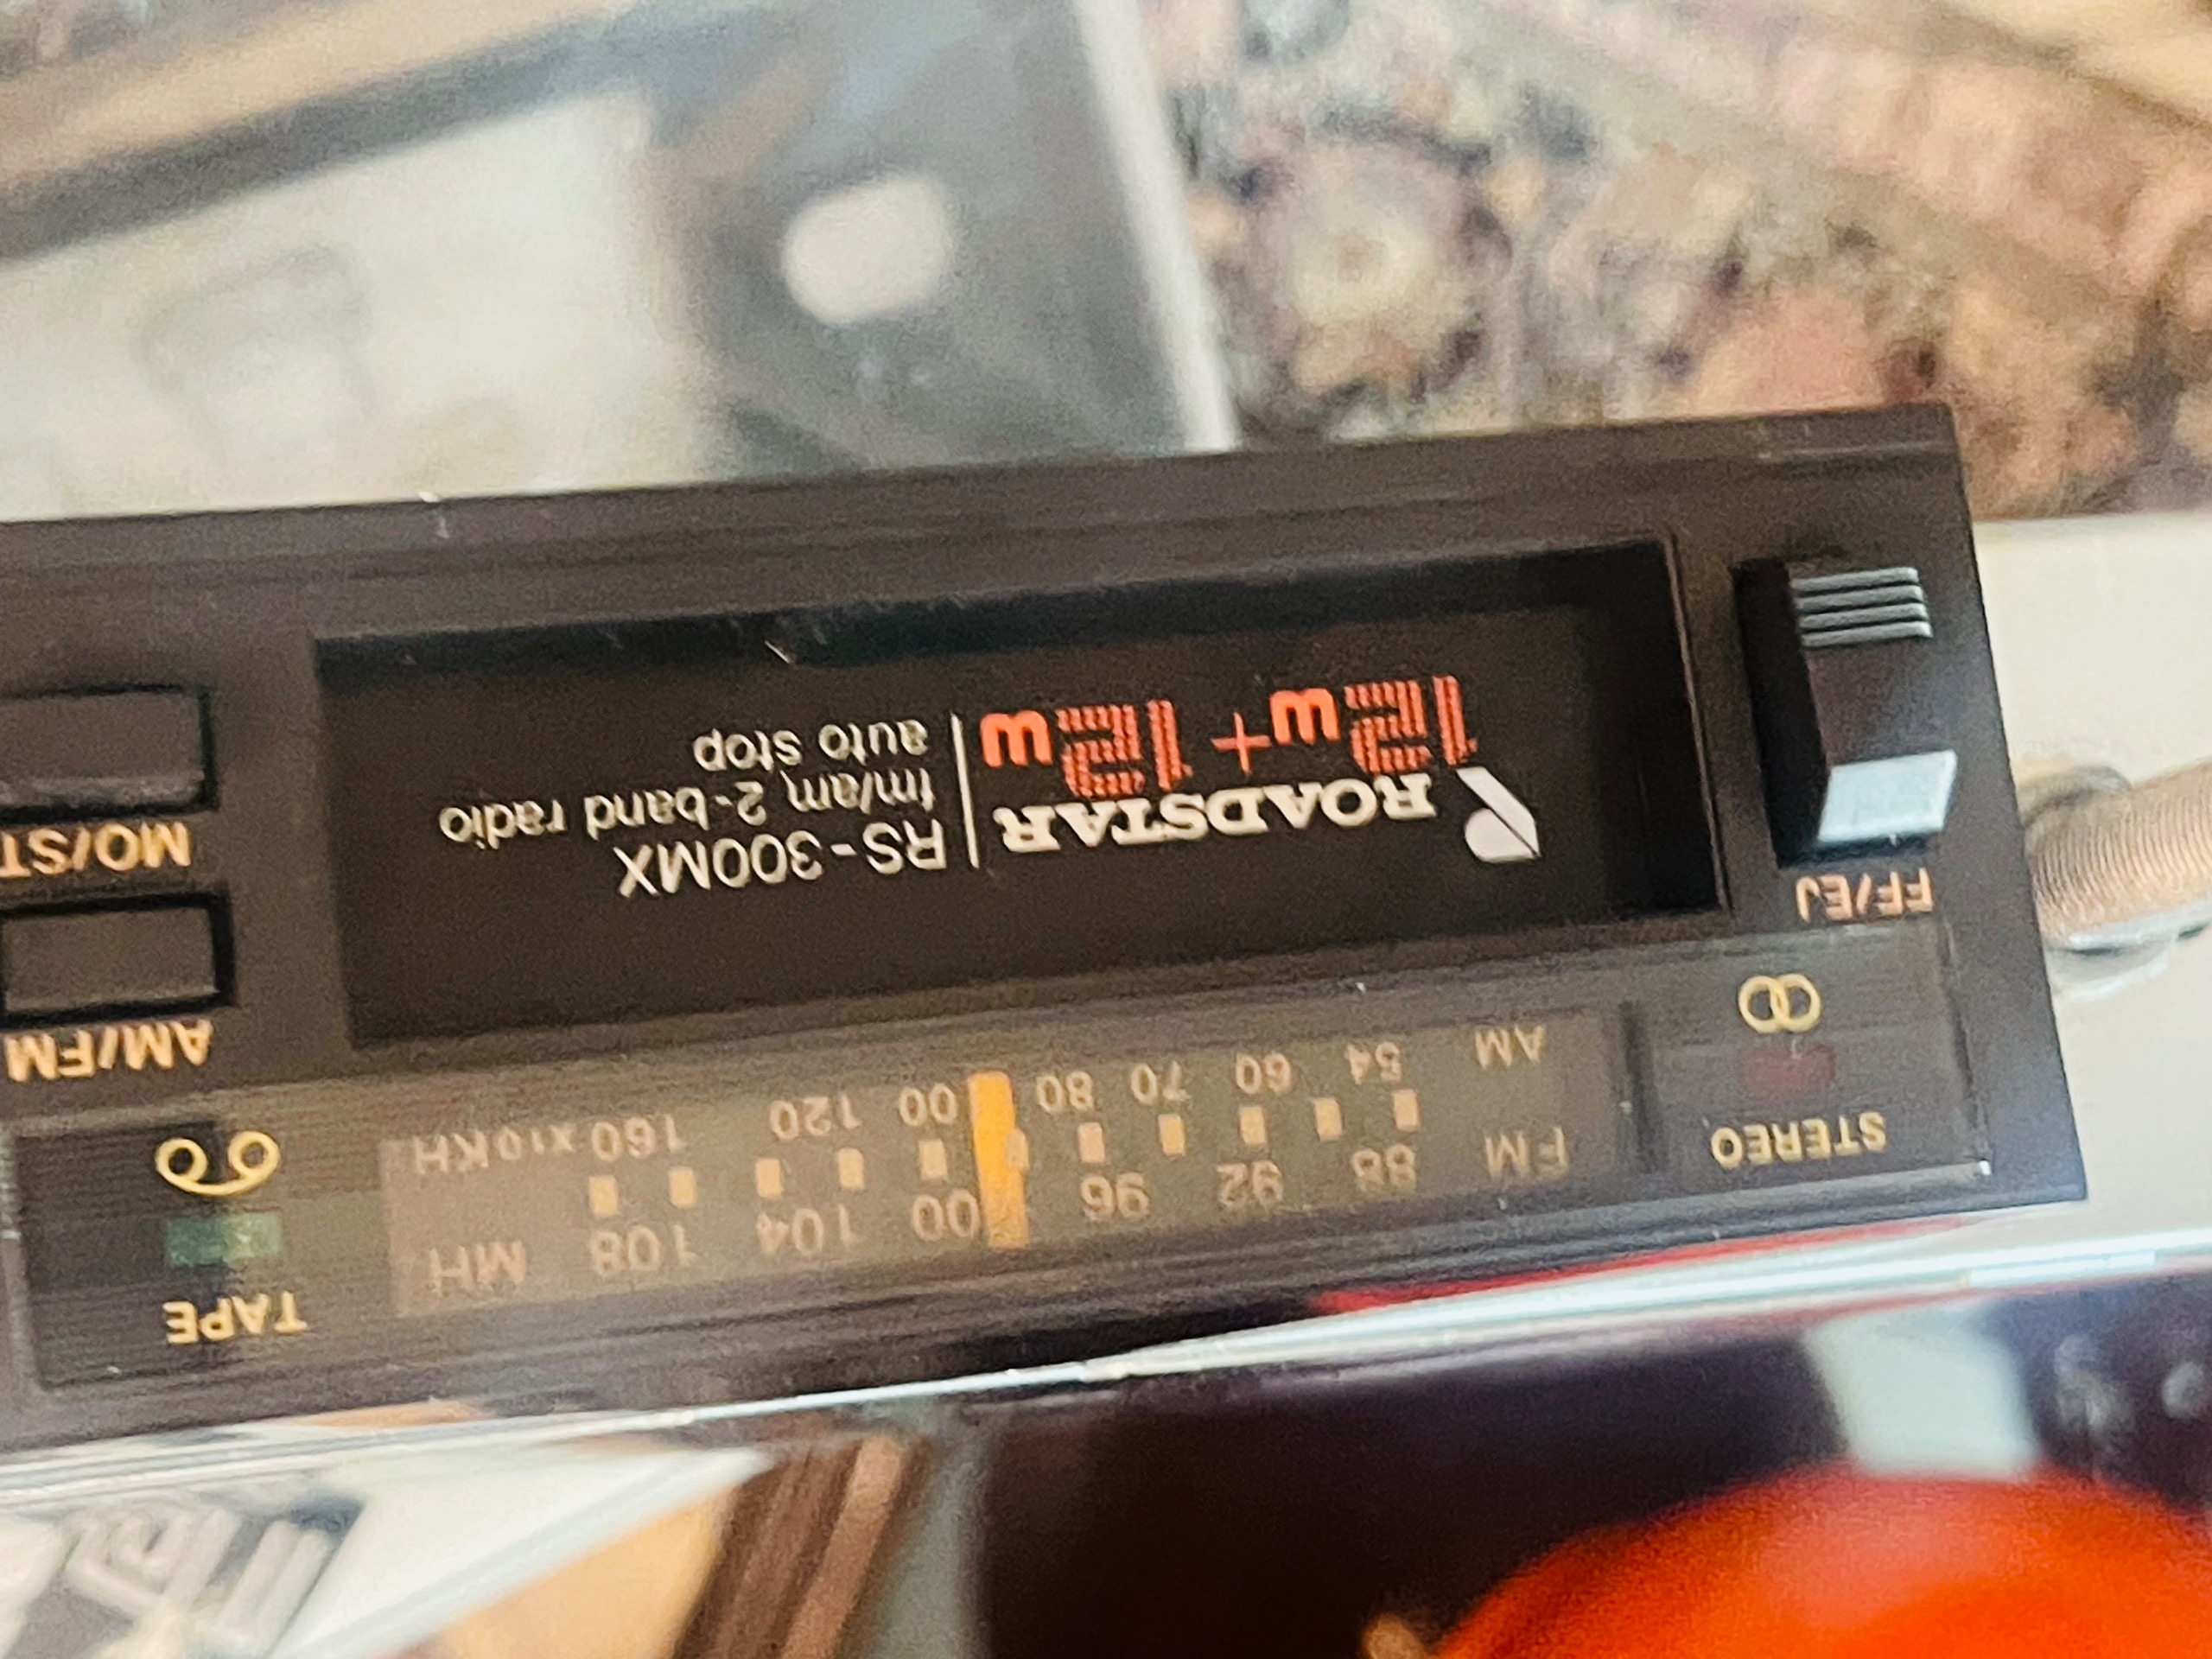 STEREO
FM 88 92 96 100 104 108 MH
AM 54 60 70 80 100 120 160 x10KH
TAPE
FF/EJ
ROADSTAR
12w+12w
RS-300MX
fm/am, 2-band radio
auto stop
AM/FM
MO/ST